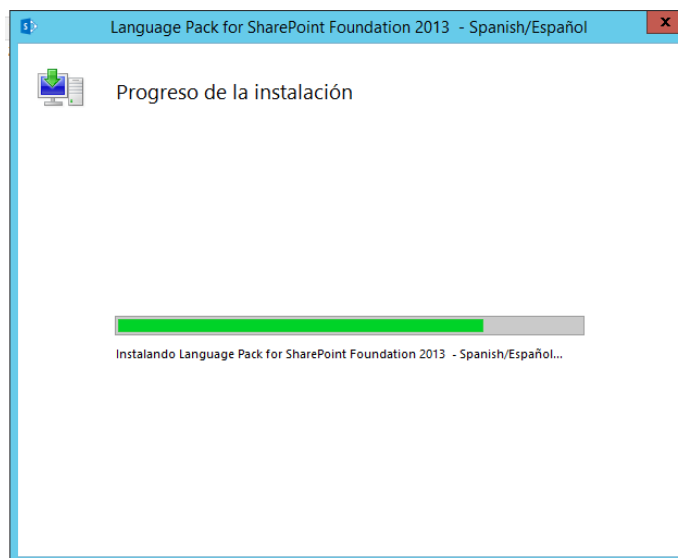 Language Pack for SharePoint Foundation 2013 - Spanish/Español
Progreso de la instalación
Instalando Language Pack for SharePoint Foundation 2013 - Spanish/Español...